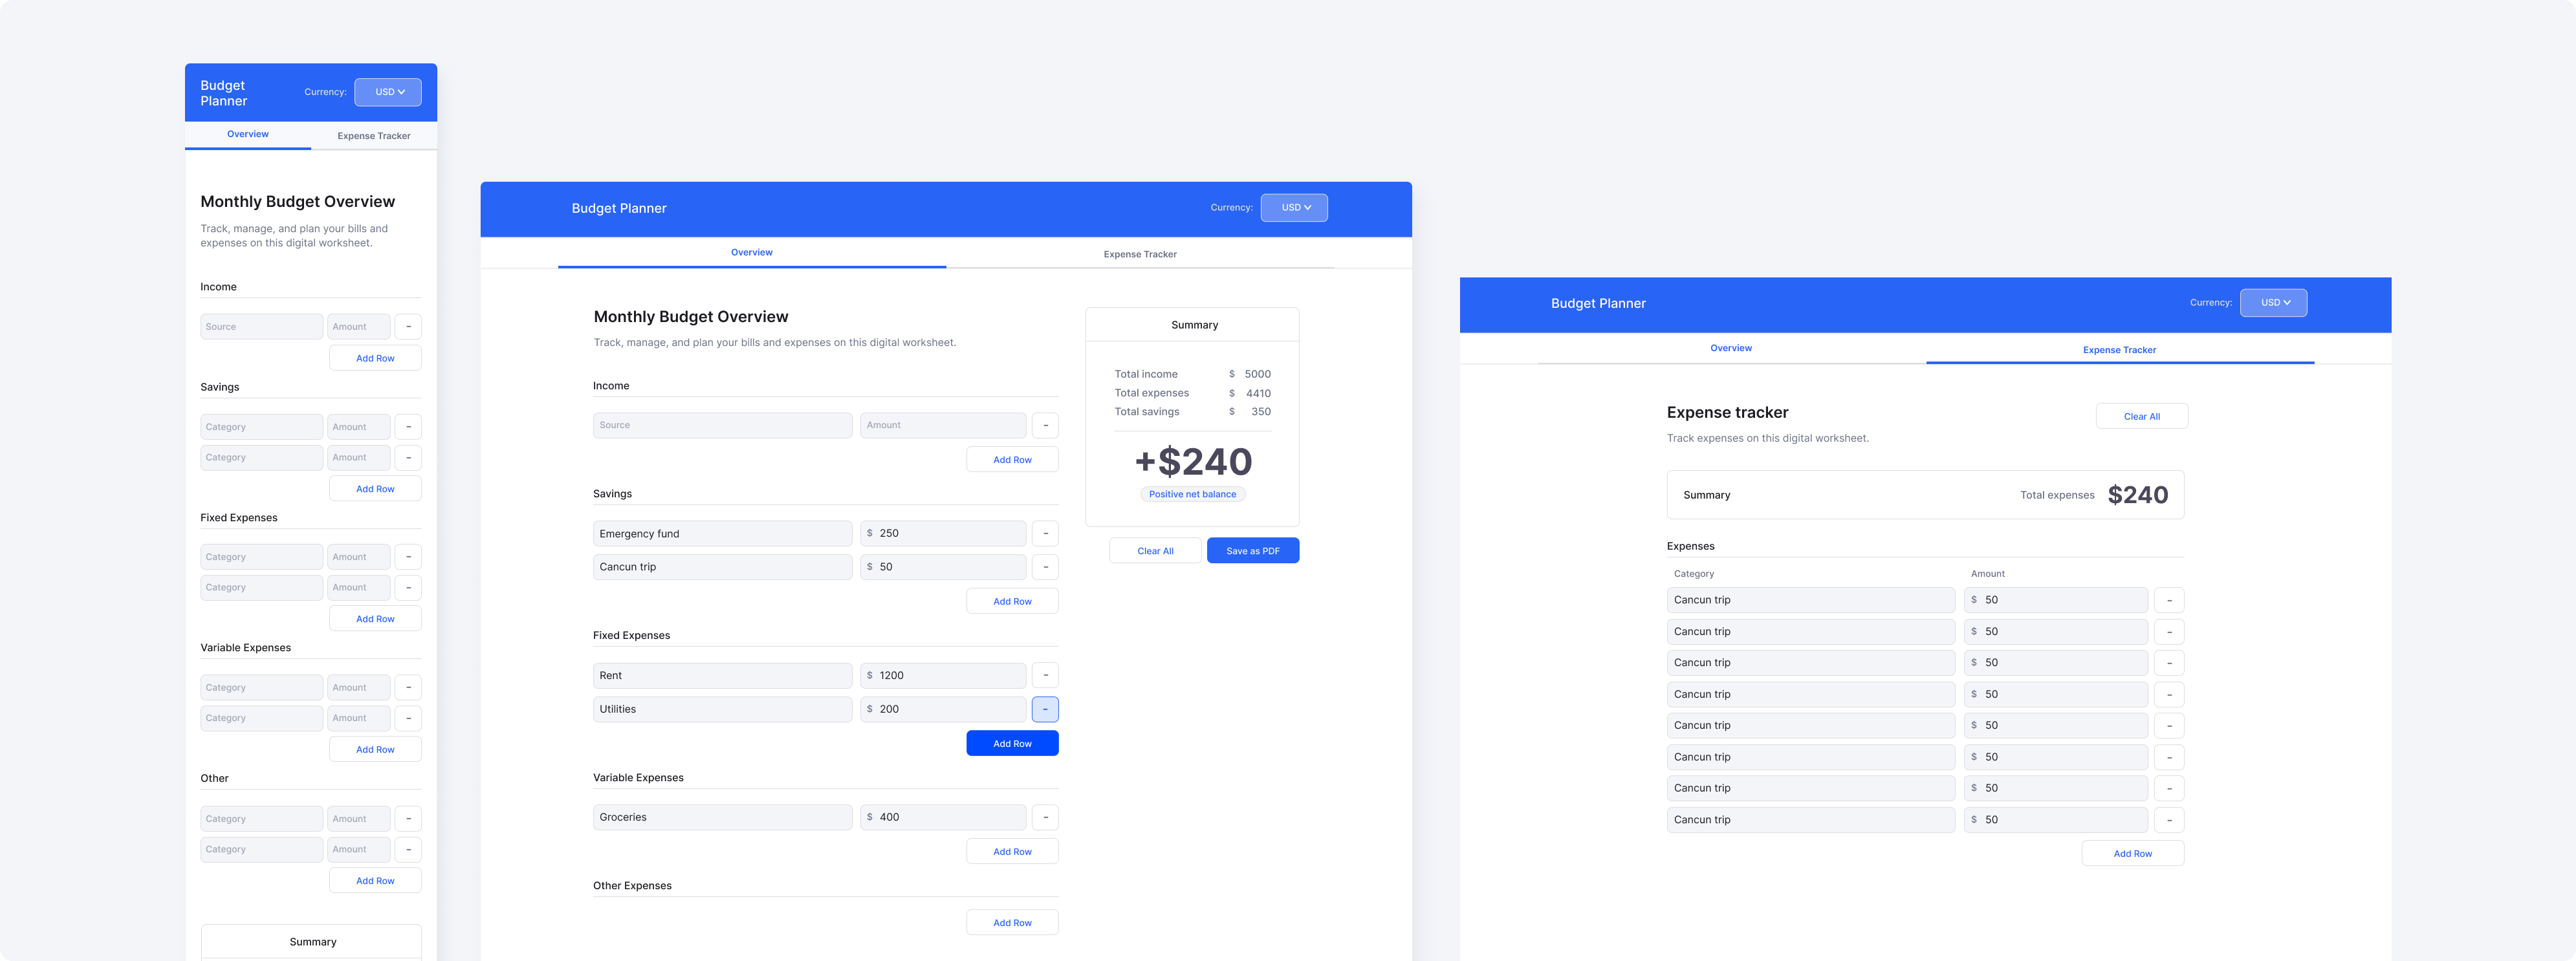 Budget
Planner
Currency:
USD
Overview
Expense Tracker
Monthly Budget Overview
Track, manage, and plan your bills and
expenses on this digital worksheet.
Income
Source
Amount
-
Add Row
Savings
Category
Amount
-
Category
Amount
-
Add Row
Fixed Expenses
Category
Amount
-
Category
Amount
-
Add Row
Variable Expenses
Category
Amount
-
Category
Amount
-
Add Row
Other
Category
Amount
-
Category
Amount
-
Add Row
Summary
Budget Planner
Currency:
USD
Overview
Expense Tracker
Monthly Budget Overview
Track, manage, and plan your bills and expenses on this digital worksheet.
Income
Source
Amount
-
Add Row
Savings
Emergency fund
$ 250
-
Cancun trip
$ 50
-
Add Row
Fixed Expenses
Rent
$ 1200
-
Utilities
$ 200
-
Add Row
Variable Expenses
Groceries
$ 400
-
Add Row
Other Expenses
Add Row
Summary
Total income $ 5000
Total expenses $ 4410
Total savings $ 350
+$240
Positive net balance
Clear All
Save as PDF
Budget Planner
Currency:
USD
Overview
Expense Tracker
Expense tracker
Clear All
Track expenses on this digital worksheet.
Summary
Total expenses $240
Expenses
Category
Amount
Cancun trip
$ 50
-
Cancun trip
$ 50
-
Cancun trip
$ 50
-
Cancun trip
$ 50
-
Cancun trip
$ 50
-
Cancun trip
$ 50
-
Cancun trip
$ 50
-
Cancun trip
$ 50
-
Add Row